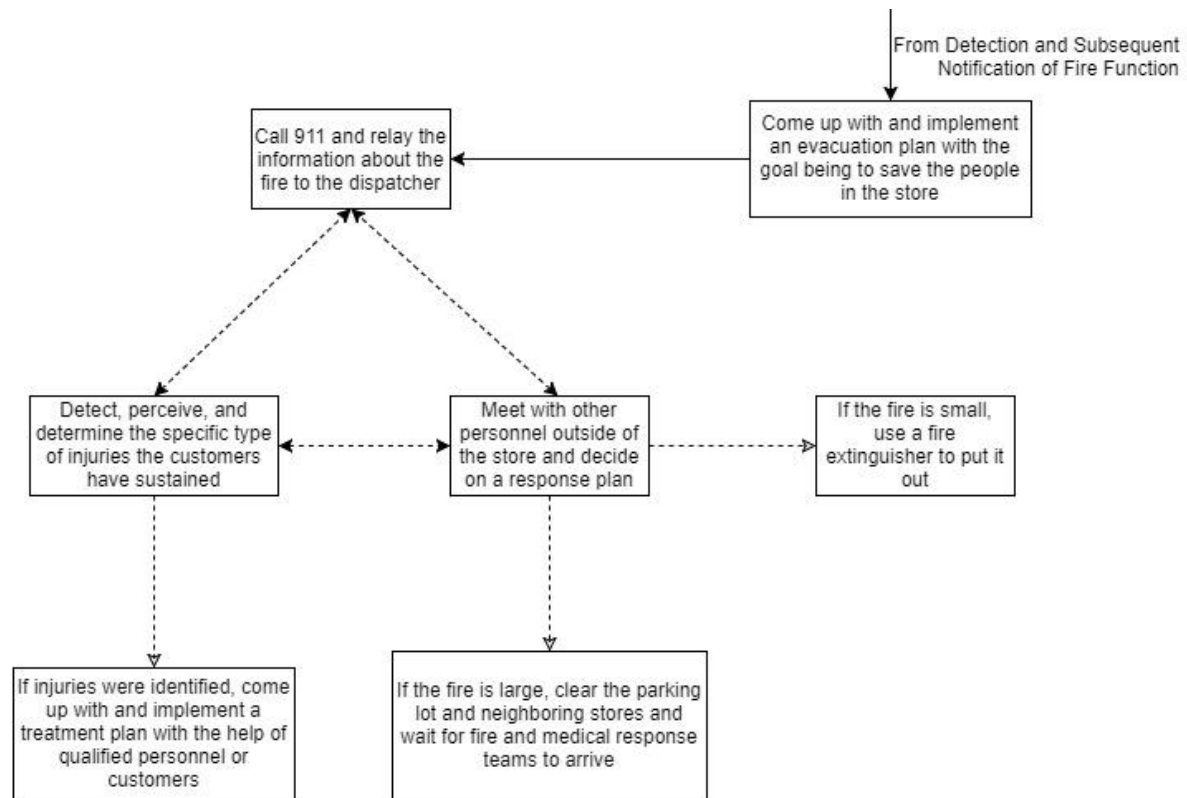 From Detection and Subsequent
Notification of Fire Function
Come up with and implement
an evacuation plan with the
goal being to save the people
in the store
Call 911 and relay the
information about the
fire to the dispatcher
Detect, perceive, and
determine the specific type
of injuries the customers
have sustained
Meet with other
personnel outside of
the store and decide
on a response plan
If the fire is small,
use a fire
extinguisher to put it
out
If injuries were identified, come
up with and implement a
treatment plan with the help of
qualified personnel or
customers
If the fire is large, clear the parking
lot and neighboring stores and
wait for fire and medical response
teams to arrive